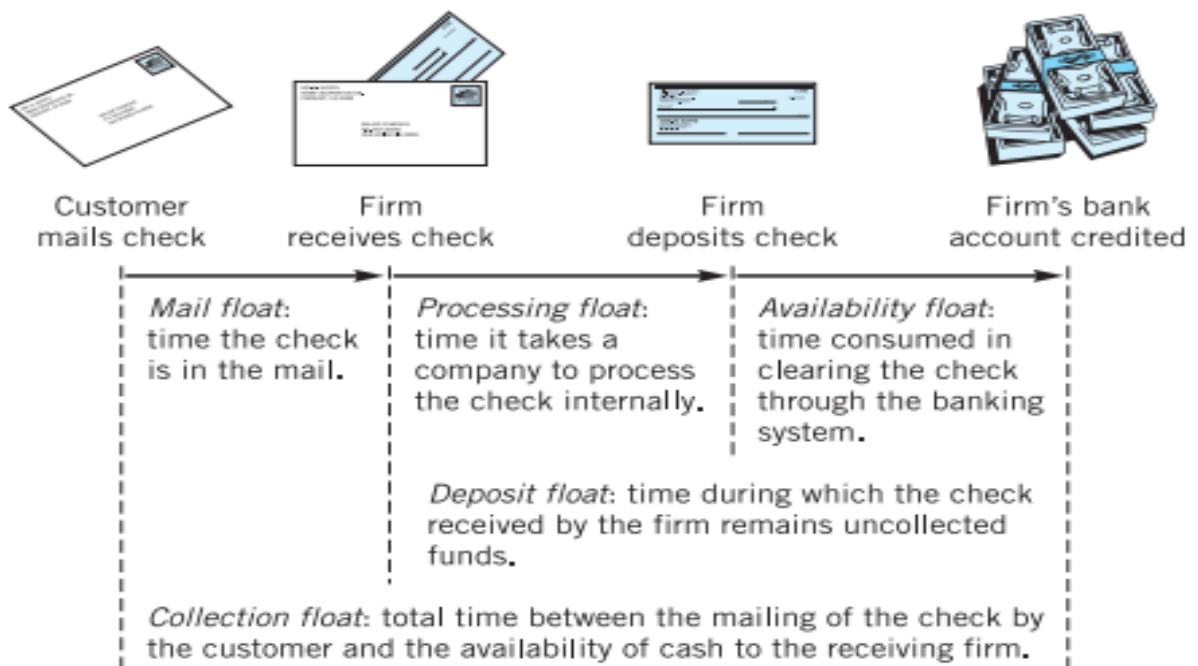 Customer
mails check
Firm
receives check
Firm
deposits check
Firm's bank
account credited
Mail float:
time the check
is in the mail.
Processing float:
time it takes a
company to process
the check internally.
Availability float:
time consumed in
clearing the check
through the banking
system.
Deposit float: time during which the check
received by the firm remains uncollected
funds.
Collection float: total time between the mailing of the check by
the customer and the availability of cash to the receiving firm.